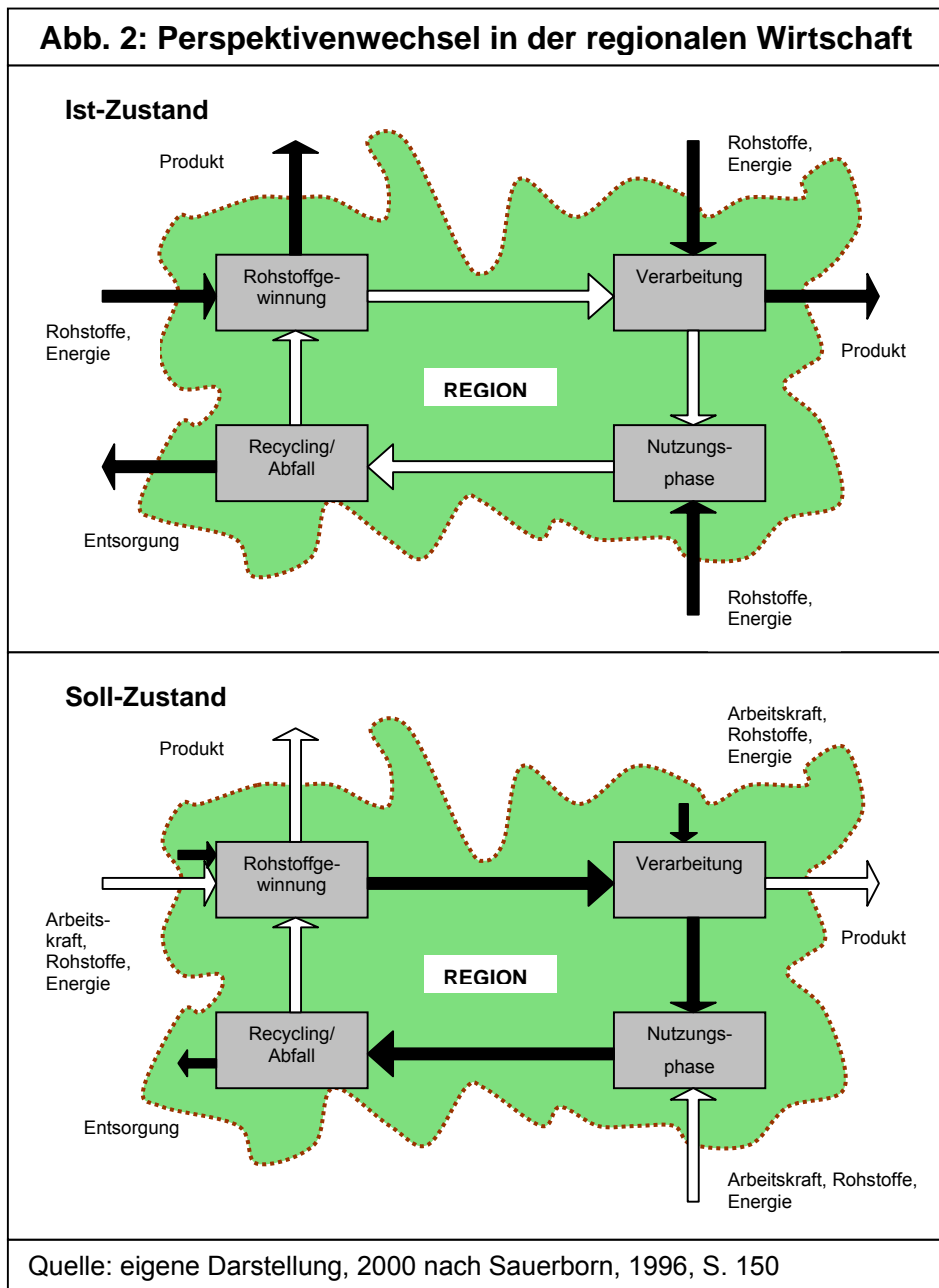 Abb. 2: Perspektivenwechsel in der regionalen Wirtschaft
Ist-Zustand
Produkt
Rohstoffe,
Energie
Rohstoffge-
winnung
Verarbeitung
Rohstoffe,
Energie
Produkt
REGION
Recycling/
Abfall
Nutzungs-
phase
Entsorgung
Rohstoffe,
Energie
Soll-Zustand
Produkt
Arbeitskraft,
Rohstoffe,
Energie
Rohstoffge-
winnung
Verarbeitung
Arbeits-
kraft,
Rohstoffe,
Energie
Produkt
REGION
Recycling/
Abfall
Nutzungs-
phase
Entsorgung
Arbeitskraft, Rohstoffe,
Energie
Quelle: eigene Darstellung, 2000 nach Sauerborn, 1996, S. 150